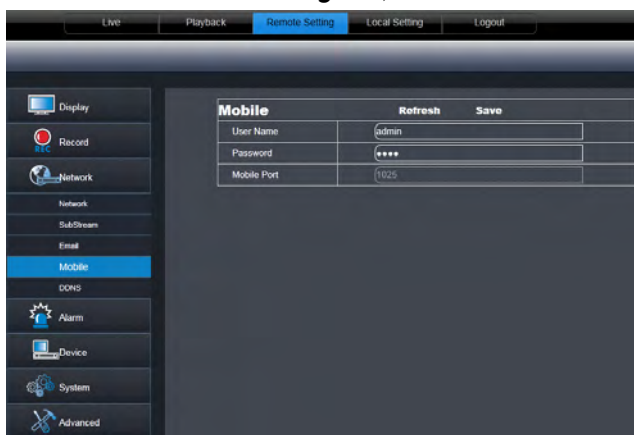 Live Playback Remote Setting Local Setting Logout
Display
Record
Network
Network
SubStream
Email
Mobile
DDNS
Alarm
Device
System
Advanced
Mobile Refresh Save
User Name admin
Password ••••
Mobile Port 1025